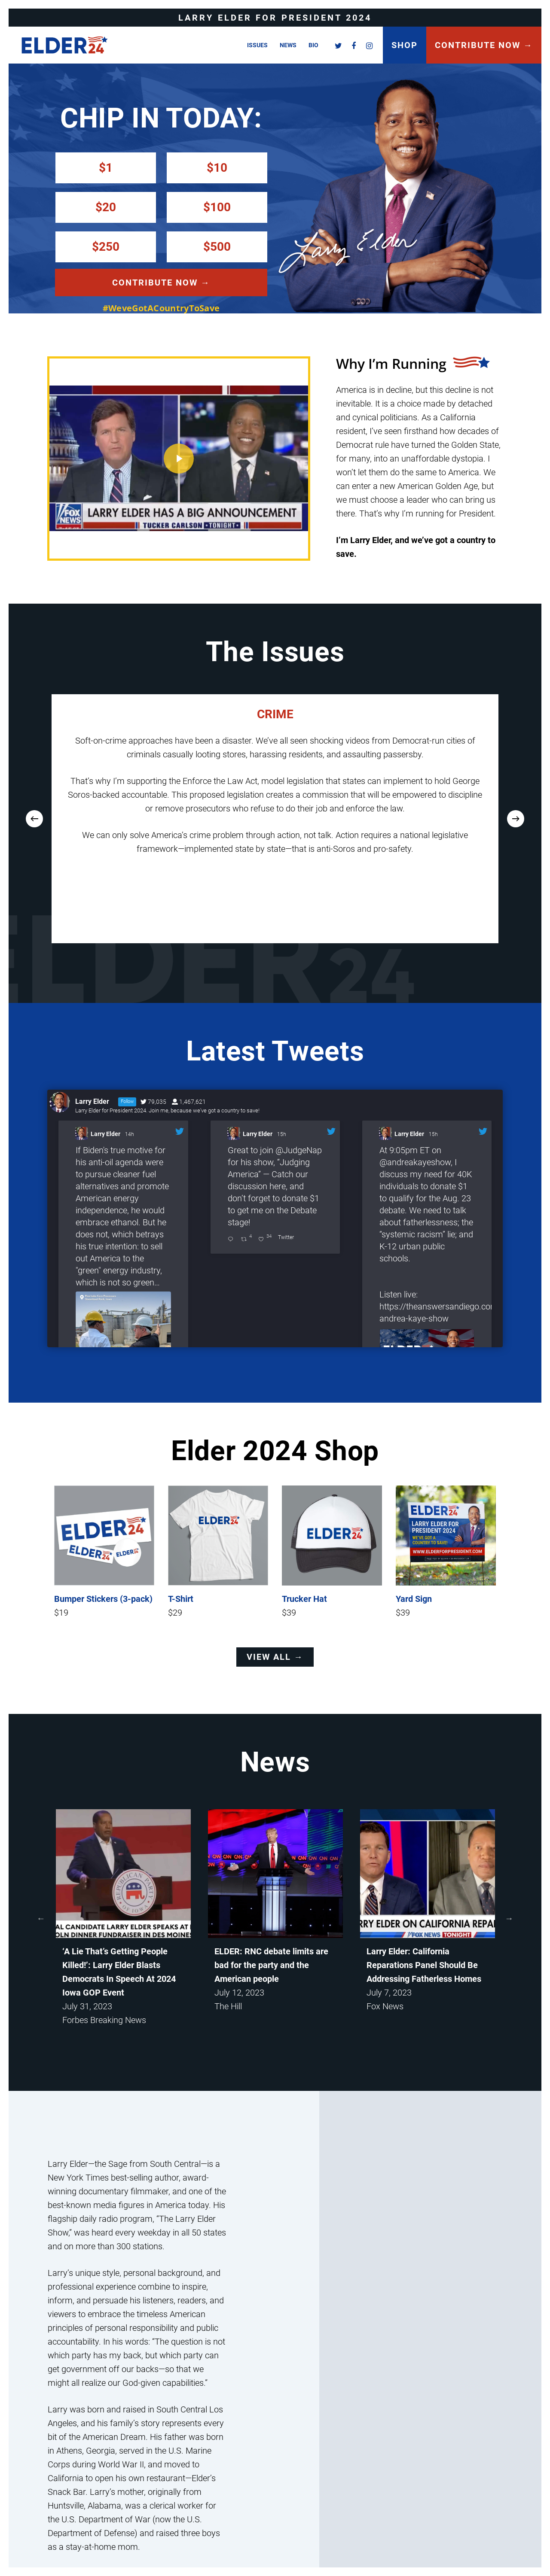 LARRY ELDER FOR PRESIDENT 2024
ELDER24
ISSUES NEWS BIO
SHOP
CONTRIBUTE NOW →
CHIP IN TODAY:
$1 $10
$20 $100
$250 $500
CONTRIBUTE NOW →
#WeveGotACountryToSave
Larry Elder
FOX NEWS
LARRY ELDER HAS A BIG ANNOUNCEMENT
TUCKER CARLSON TONIGHT
Why I'm Running
America is in decline, but this decline is not
inevitable. It is a choice made by detached
and cynical politicians. As a California
resident, I've seen firsthand how decades of
Democrat rule have turned the Golden State,
for many, into an unaffordable dystopia. I
won't let them do the same to America. We
can enter a new American Golden Age, but
we must choose a leader who can bring us
there. That's why I'm running for President.
I'm Larry Elder, and we've got a country to
save.
The Issues
CRIME
Soft-on-crime approaches have been a disaster. We've all seen shocking videos from Democrat-run cities of
criminals casually looting stores, harassing residents, and assaulting passersby.
That's why I'm supporting the Enforce the Law Act, model legislation that states can implement to hold George
Soros-backed accountable. This proposed legislation creates a commission that will be empowered to discipline
or remove prosecutors who refuse to do their job and enforce the law.
We can only solve America's crime problem through action, not talk. Action requires a national legislative
framework—implemented state by state—that is anti-Soros and pro-safety.
← →
ELDER24
Latest Tweets
Larry Elder Follow 79,035 1,467,621
Larry Elder for President 2024. Join me, because we've got a country to save!
Larry Elder 14h
If Biden's true motive for
his anti-oil agenda were
to pursue cleaner fuel
alternatives and promote
American energy
independence, he would
embrace ethanol. But he
does not, which betrays
his true intention: to sell
out America to the
"green" energy industry,
which is not so green...
Larry Elder 15h
Great to join @JudgeNap
for his show, "Judging
America" — Catch our
discussion here, and
don't forget to donate $1
to get me on the Debate
stage!
4 34 Twitter
Larry Elder 15h
At 9:05pm ET on
@andreakayeshow, I
discuss my need for 40K
individuals to donate $1
to qualify for the Aug. 23
debate. We need to talk
about fatherlessness; the
"systemic racism" lie; and
K-12 urban public
schools.
Listen live:
https://theanswersandiego.co
andrea-kaye-show
Elder 2024 Shop
ELDER24
ELDER24
ELDER
ELDER24
ELDER24
ELDER24
LARRY ELDER FOR
PRESIDENT 2024
WE'VE GOT A
COUNTRY TO SAVE!
WWW.ELDERFORPRESIDENT.COM
Bumper Stickers (3-pack) T-Shirt Trucker Hat Yard Sign
$19 $29 $39 $39
VIEW ALL →
News
AL CANDIDATE LARRY ELDER SPEAKS AT
OLN DINNER FUNDRAISER IN DES MOINES
'A Lie That's Getting People
Killed!': Larry Elder Blasts
Democrats In Speech At 2024
Iowa GOP Event
July 31, 2023
Forbes Breaking News
CNN
ELDER: RNC debate limits are
bad for the party and the
American people
July 12, 2023
The Hill
RRY ELDER ON CALIFORNIA REPA
FOX NEWS TONIGHT
Larry Elder: California
Reparations Panel Should Be
Addressing Fatherless Homes
July 7, 2023
Fox News
← →
Larry Elder—the Sage from South Central—is a
New York Times best-selling author, award-
winning documentary filmmaker, and one of the
best-known media figures in America today. His
flagship daily radio program, "The Larry Elder
Show," was heard every weekday in all 50 states
and on more than 300 stations.
Larry's unique style, personal background, and
professional experience combine to inspire,
inform, and persuade his listeners, readers, and
viewers to embrace the timeless American
principles of personal responsibility and public
accountability. In his words: "The question is not
which party has my back, but which party can
get government off our backs—so that we
might all realize our God-given capabilities."
Larry was born and raised in South Central Los
Angeles, and his family's story represents every
bit of the American Dream. His father was born
in Athens, Georgia, served in the U.S. Marine
Corps during World War II, and moved to
California to open his own restaurant—Elder's
Snack Bar. Larry's mother, originally from
Huntsville, Alabama, was a clerical worker for
the U.S. Department of War (now the U.S.
Department of Defense) and raised three boys
as a stay-at-home mom.